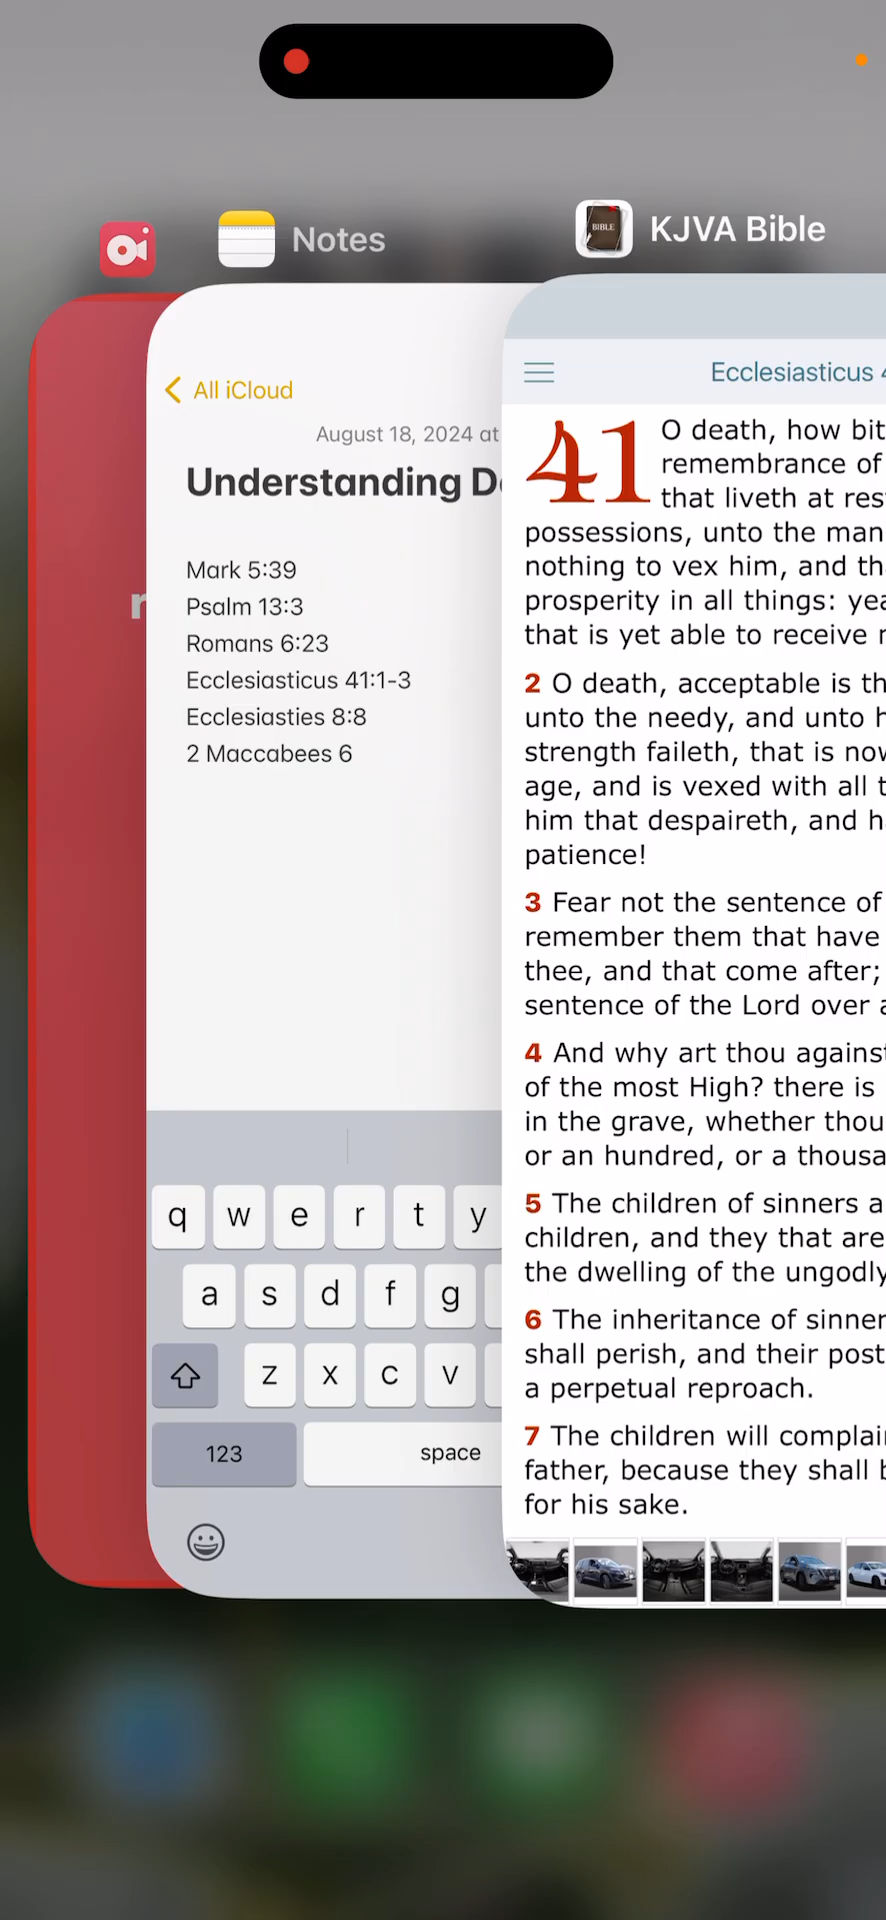 Notes
KJVA Bible
BIBLE
All iCloud
August 18, 2024 at
Understanding
Mark 5:39
Psalm 13:3
Romans 6:23
Ecclesiasticus 41:1-3
Ecclesiasties 8:8
2 Maccabees 6
q w e r t y
a s d f g
z x c v
123
space
Ecclesiasticus
41 O death, how bit
remembrance of
that liveth at res
possessions, unto the man
nothing to vex him, and tha
prosperity in all things: yea
that is yet able to receive
2 O death, acceptable is th
unto the needy, and unto
strength faileth, that is now
age, and is vexed with all t
him that despaireth, and h
patience!
3 Fear not the sentence of
remember them that have
thee, and that come after;
sentence of the Lord over a
4 And why art thou against
of the most High? there is
in the grave, whether thou
or an hundred, or a thousa
5 The children of sinners a
children, and they that are
the dwelling of the ungodly
6 The inheritance of sinner
shall perish, and their post
a perpetual reproach.
7 The children will complain
father, because they shall b
for his sake.